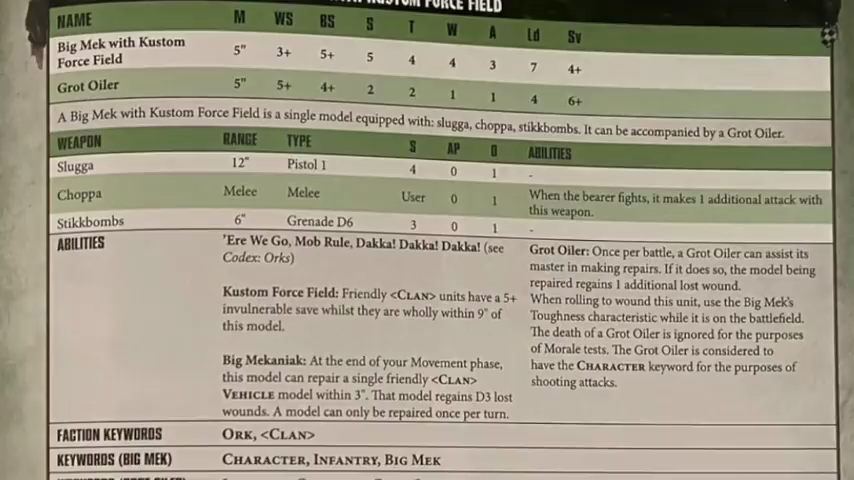 KUSTOM FORCE FIELD
NAME M WS BS S T W A Ld Sv
Big Mek with Kustom
Force Field 5" 3+ 5+ 5 4 4 3 7 4+
Grot Oiler 5" 5+ 4+ 2 2 1 1 4 6+
A Big Mek with Kustom Force Field is a single model equipped with: slugga, choppa, stikkbombs. It can be accompanied by a Grot Oiler.
WEAPON RANGE TYPE S AP D ABILITIES
Slugga 12" Pistol 1 4 0 1 -
Choppa Melee Melee User 0 1 When the bearer fights, it makes 1 additional attack with
this weapon.
Stikkbombs 6" Grenade D6 3 0 1 -
ABILITIES
'Ere We Go, Mob Rule, Dakka! Dakka! Dakka! (see
Codex: Orks)
Kustom Force Field: Friendly <CLAN> units have a 5+
invulnerable save whilst they are wholly within 9" of
this model.
Big Mekaniak: At the end of your Movement phase,
this model can repair a single friendly <CLAN>
VEHICLE model within 3". That model regains D3 lost
wounds. A model can only be repaired once per turn.
Grot Oiler: Once per battle, a Grot Oiler can assist its
master in making repairs. If it does so, the model being
repaired regains 1 additional lost wound.
When rolling to wound this unit, use the Big Mek's
Toughness characteristic while it is on the battlefield.
The death of a Grot Oiler is ignored for the purposes
of Morale tests. The Grot Oiler is considered to
have the CHARACTER keyword for the purposes of
shooting attacks.
FACTION KEYWORDS ORK, <CLAN>
KEYWORDS (BIG MEK) CHARACTER, INFANTRY, BIG MEK